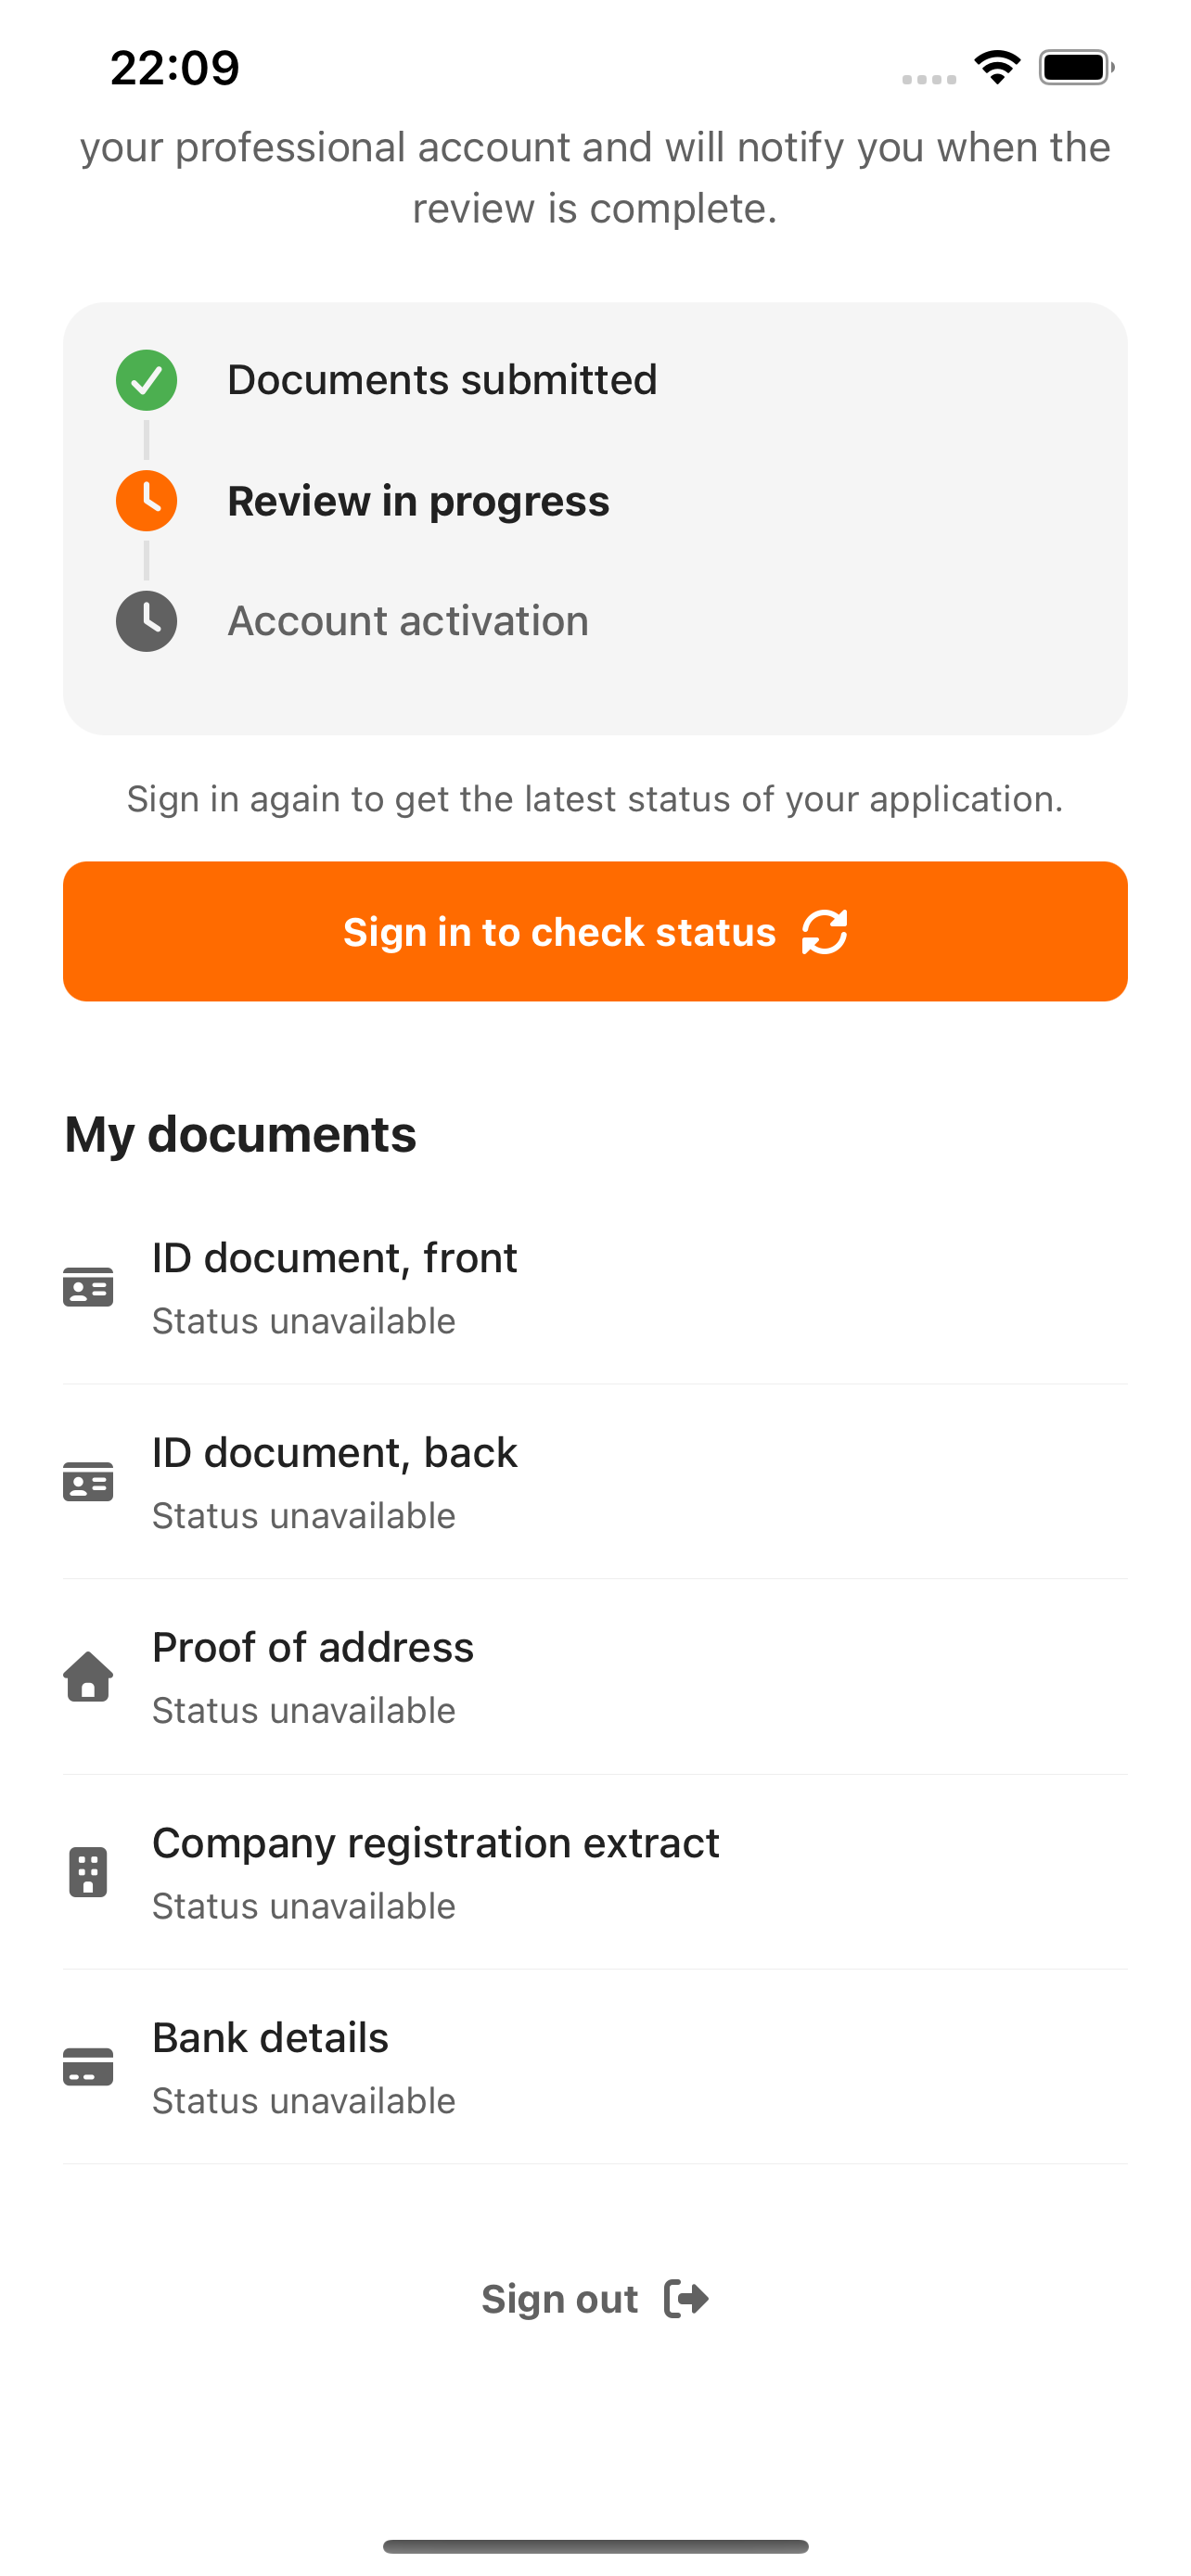 22:09
your professional account and will notify you when the
review is complete.
Documents submitted
Review in progress
Account activation
Sign in again to get the latest status of your application.
Sign in to check status
My documents
ID document, front
Status unavailable
ID document, back
Status unavailable
Proof of address
Status unavailable
Company registration extract
Status unavailable
Bank details
Status unavailable
Sign out